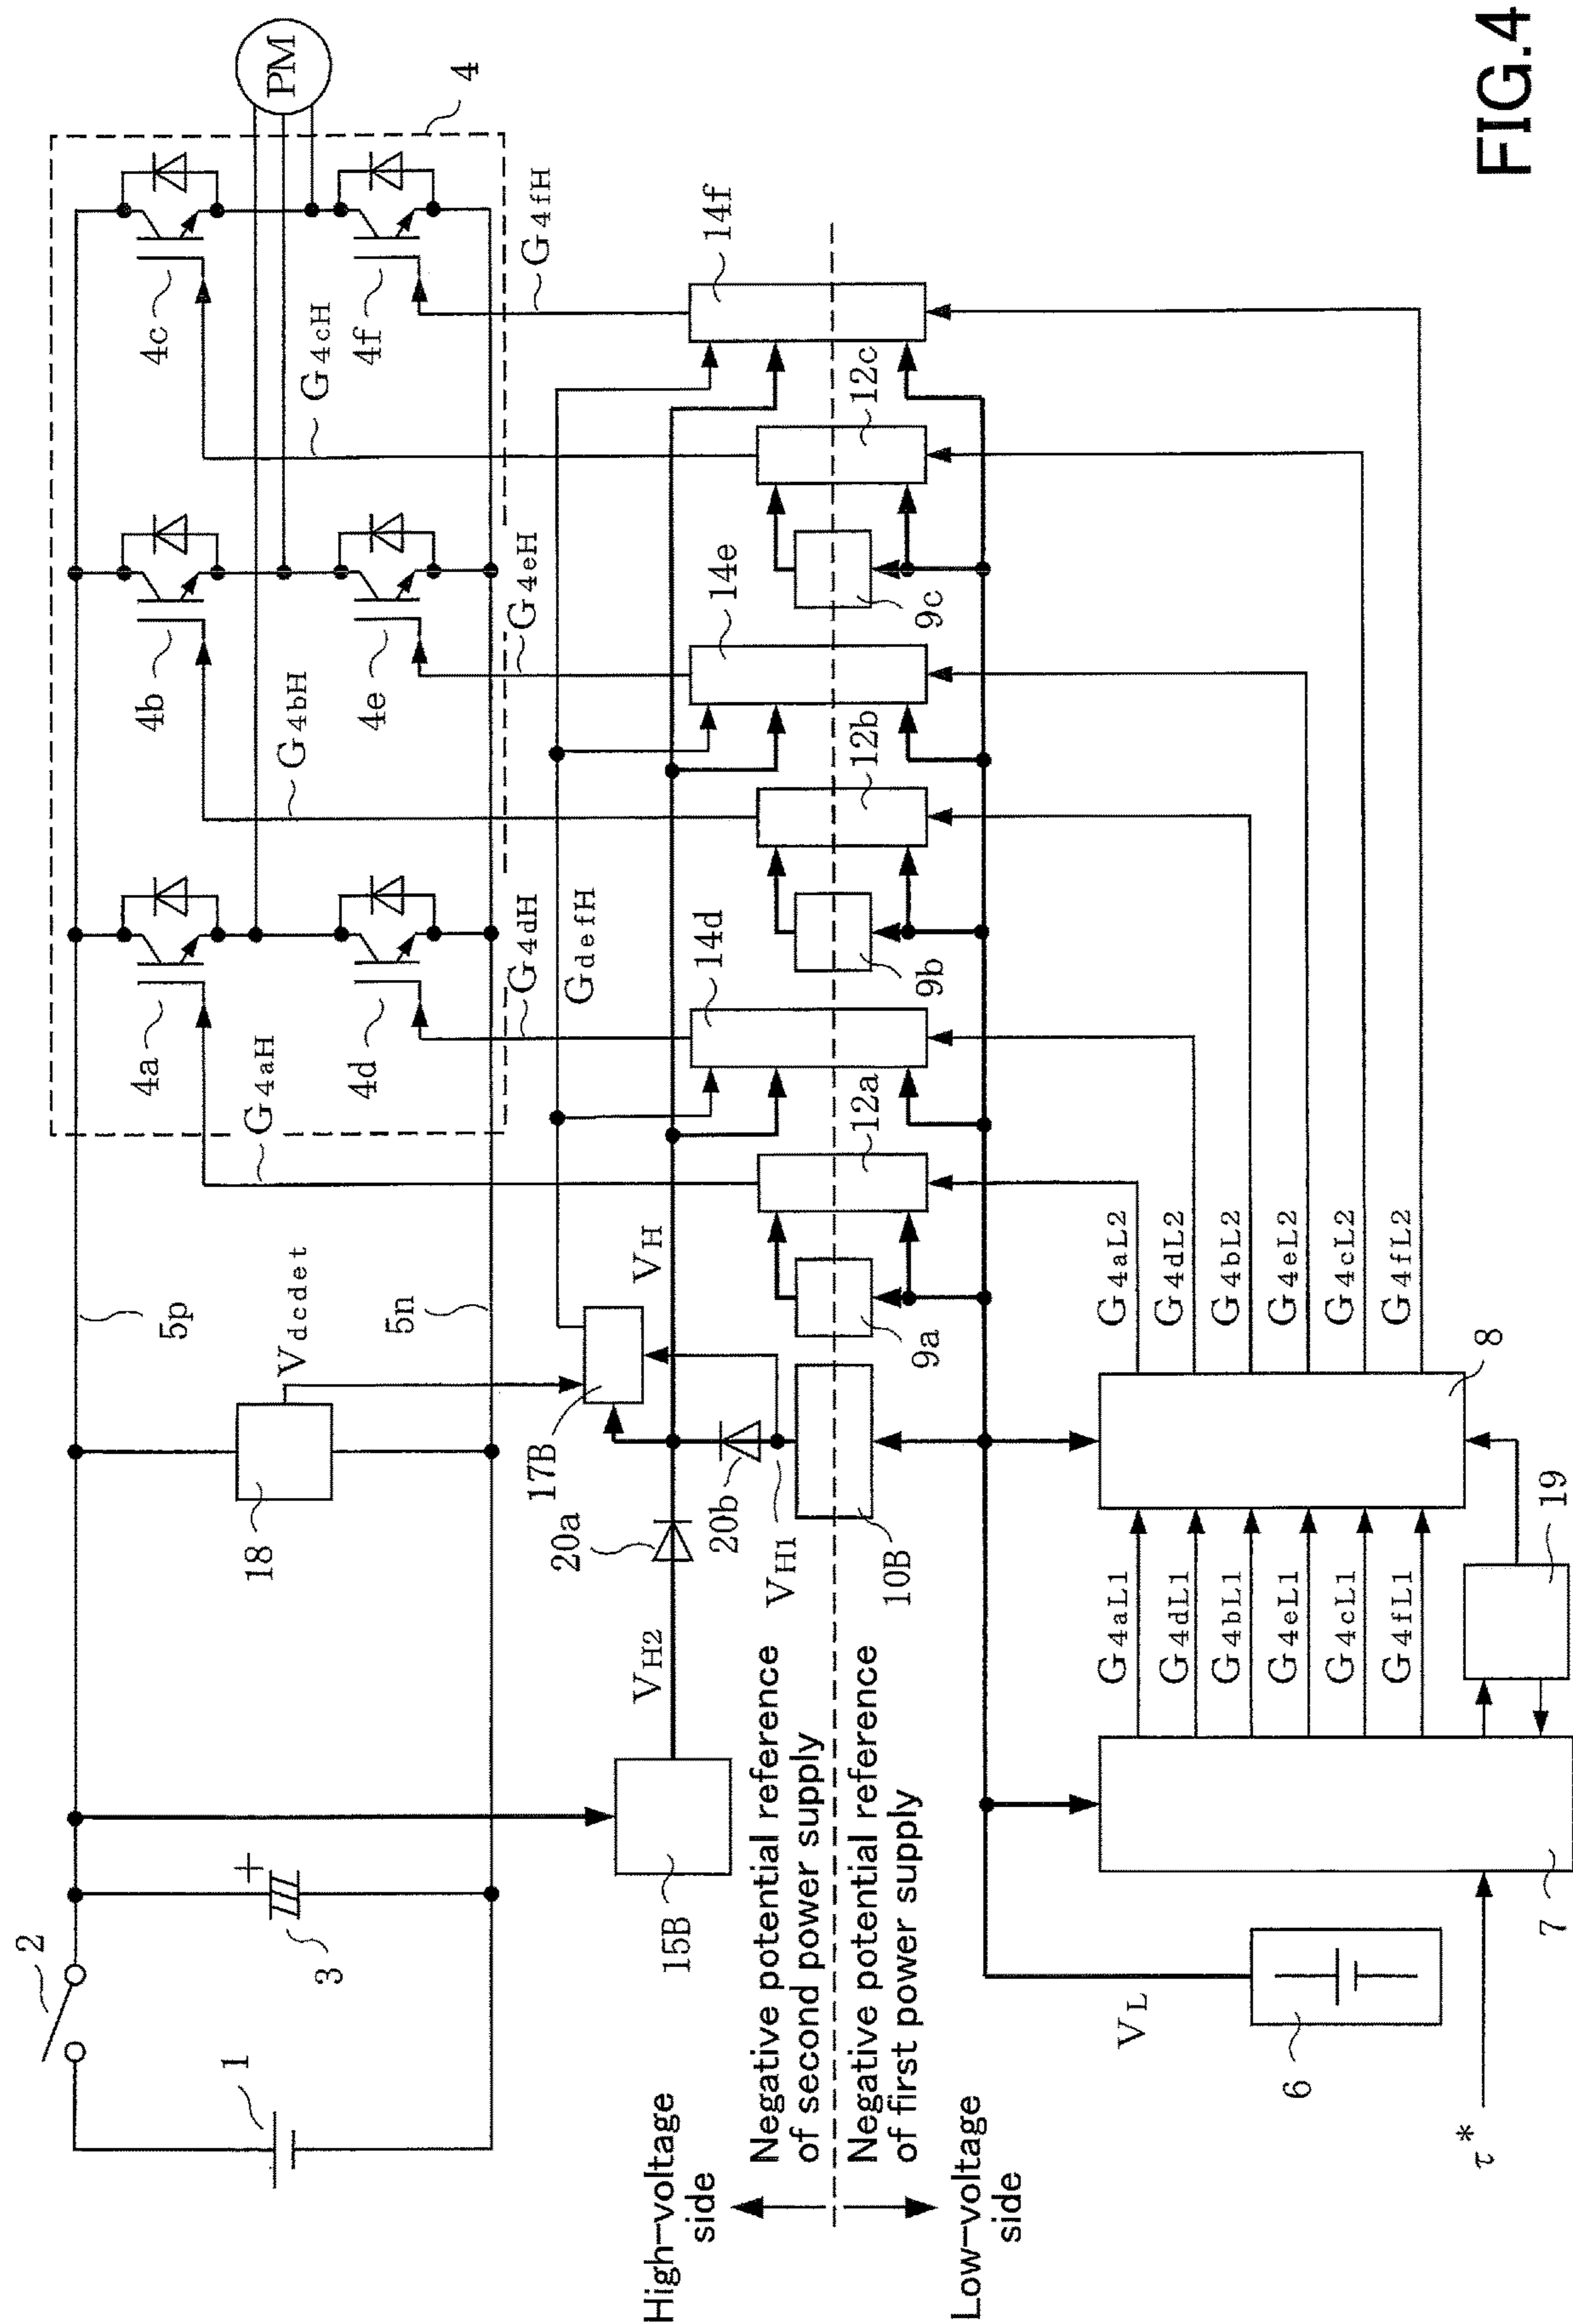 FIG.4
2
1
3
5p
18
Vdcdet
5n
4a
4b
4c
4d
4e
4f
4
PM
G4aH
G4bH
G4cH
G4dH
G4eH
G4fH
GdefH
15B
VH2
20a
17B
20b
VH1
VH
10B
9a
12a
14d
9b
12b
14e
9c
12c
14f
High-voltage
side
Low-voltage
side
Negative potential reference
of second power supply
Negative potential reference
of first power supply
VL
6
τ*
7
G4aL1
G4dL1
G4bL1
G4eL1
G4cL1
G4fL1
19
8
G4aL2
G4dL2
G4bL2
G4eL2
G4cL2
G4fL2